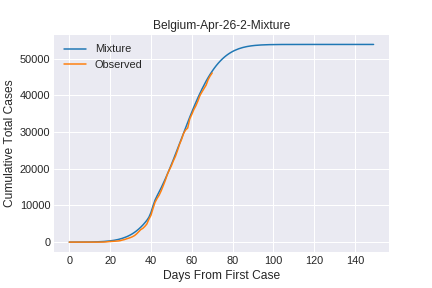 Belgium-Apr-26-2-Mixture
Mixture
Observed
Cumulative Total Cases
50000
40000
30000
20000
10000
0
0 20 40 60 80 100 120 140
Days From First Case